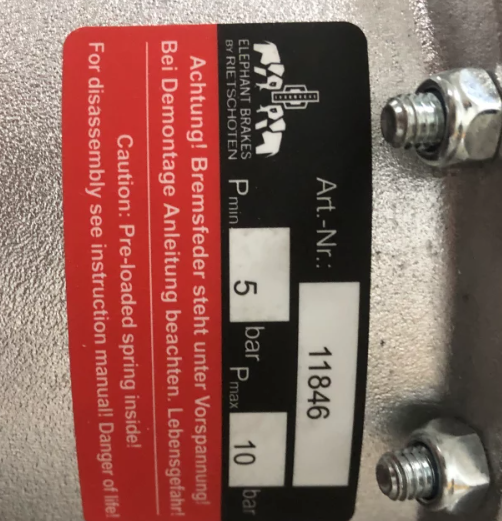 ELEPHANT BRAKES
BY RIETSCHOTEN
Art.-Nr.: 11846
Pmin 5 bar Pmax 10 bar
Achtung! Bremsfeder steht unter Vorspannung!
Bei Demontage Anleitung beachten. Lebensgefahr!
Caution: Pre-loaded spring inside!
For disassembly see instruction manual! Danger of life!